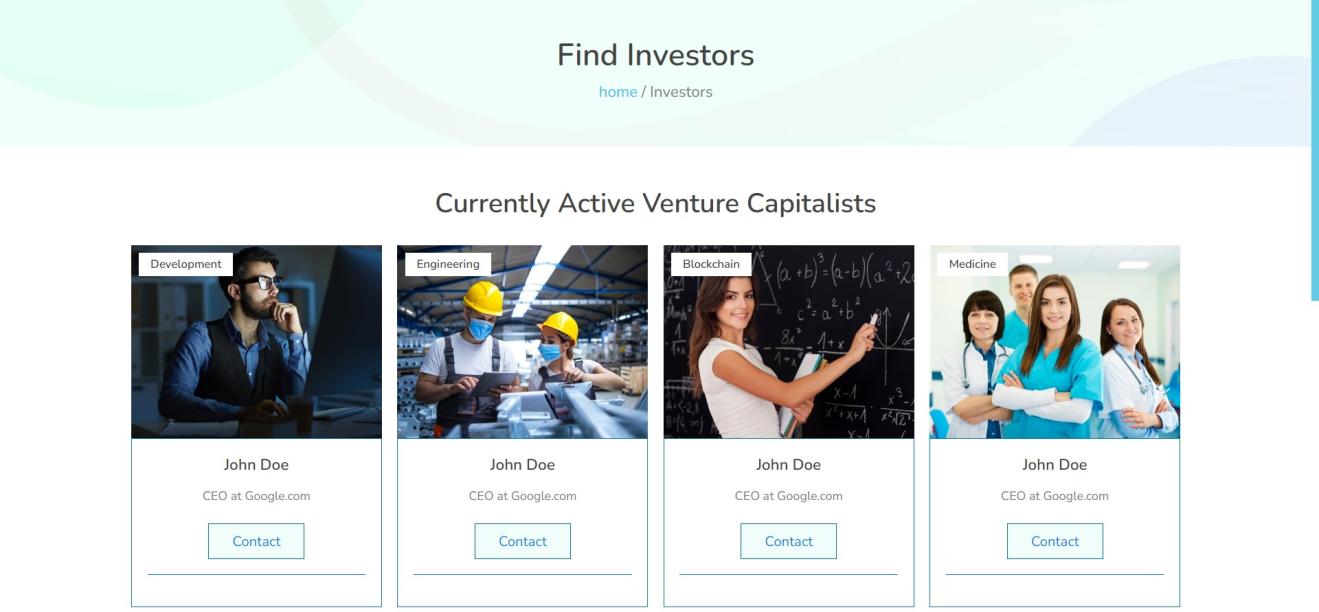 Find Investors
home / Investors
Currently Active Venture Capitalists
Development
Engineering
Blockchain
Medicine
John Doe
CEO at Google.com
Contact
John Doe
CEO at Google.com
Contact
John Doe
CEO at Google.com
Contact
John Doe
CEO at Google.com
Contact